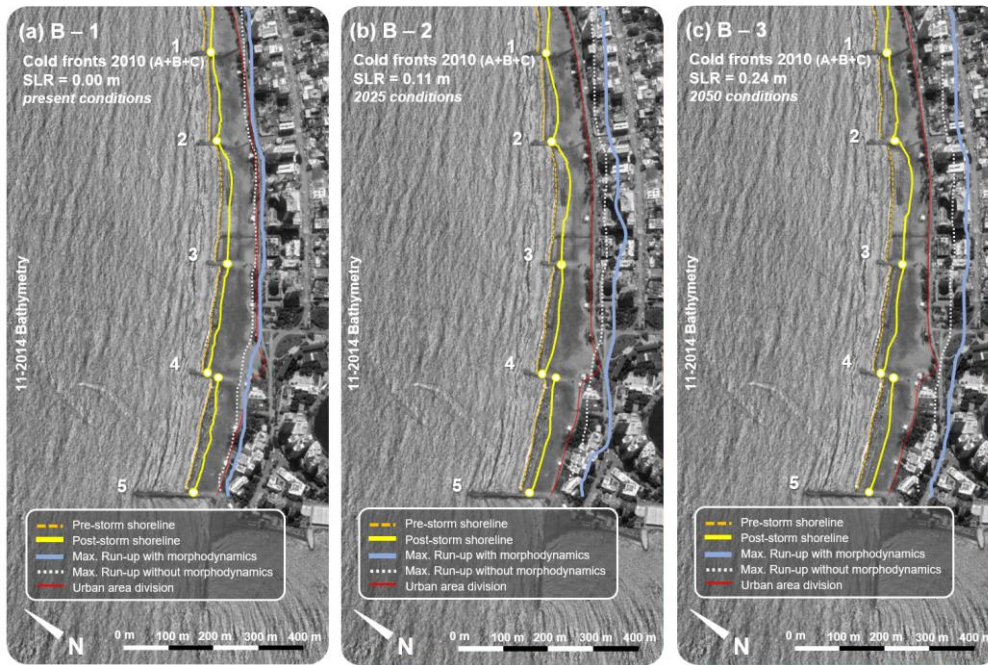 (a) B – 1
Cold fronts 2010 (A+B+C)
SLR = 0.00 m
present conditions
1
2
3
4
5
11-2014 Bathymetry
Pre-storm shoreline
Post-storm shoreline
Max. Run-up with morphodynamics
Max. Run-up without morphodynamics
Urban area division
N
0 m 100 m 200 m 300 m 400 m
(b) B – 2
Cold fronts 2010 (A+B+C)
SLR = 0.11 m
2025 conditions
1
2
3
4
5
11-2014 Bathymetry
Pre-storm shoreline
Post-storm shoreline
Max. Run-up with morphodynamics
Max. Run-up without morphodynamics
Urban area division
N
0 m 100 m 200 m 300 m 400 m
(c) B – 3
Cold fronts 2010 (A+B+C)
SLR = 0.24 m
2050 conditions
1
2
3
4
5
11-2014 Bathymetry
Pre-storm shoreline
Post-storm shoreline
Max. Run-up with morphodynamics
Max. Run-up without morphodynamics
Urban area division
N
0 m 100 m 200 m 300 m 400 m